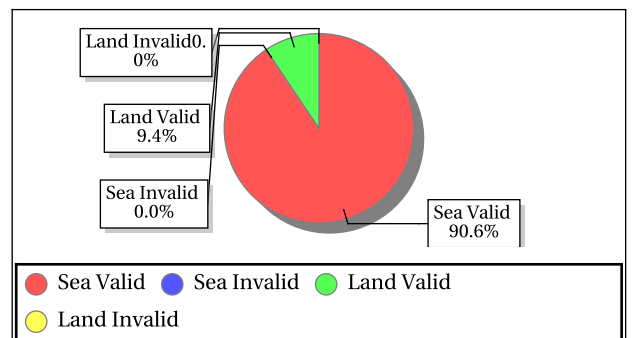 Land Invalid0.
0%
Land Valid
9.4%
Sea Invalid
0.0%
Sea Valid
90.6%
Sea Valid Sea Invalid Land Valid
Land Invalid